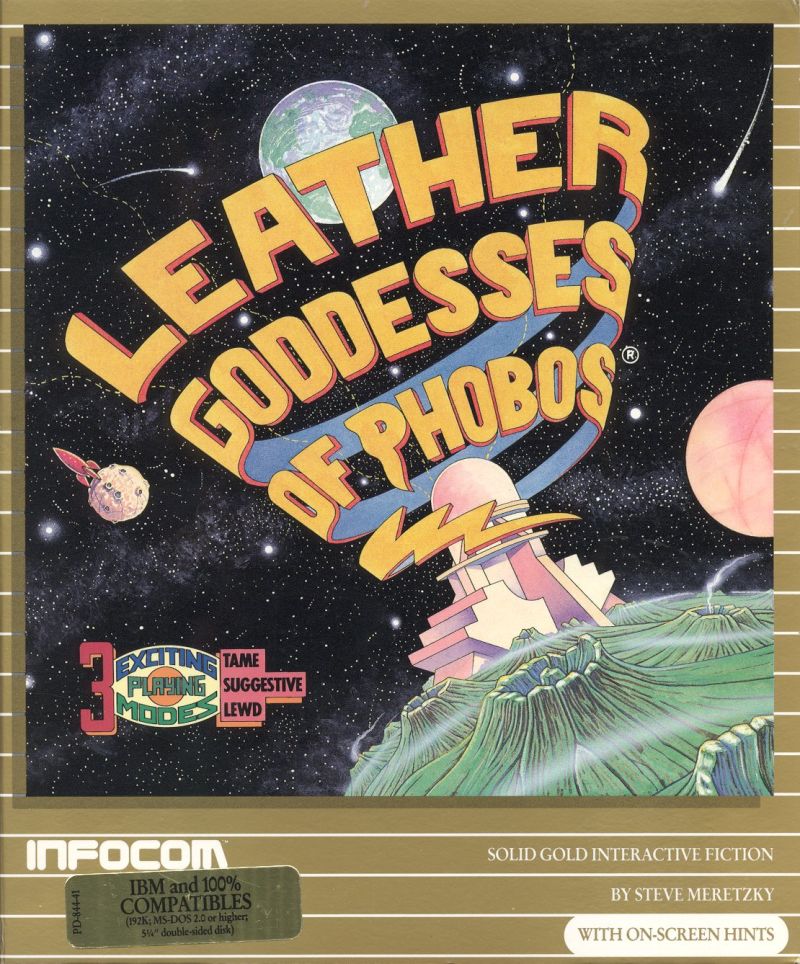 LEATHER
GODDESSES
OF PHOBOS®
3 EXCITING PLAYING MODES
TAME
SUGGESTIVE
LEWD
INFOCOM™
SOLID GOLD INTERACTIVE FICTION
BY STEVE MERETZKY
WITH ON-SCREEN HINTS
PD-844-41
IBM and 100%
COMPATIBLES
(192K; MS-DOS 2.0 or higher;
5¼" double-sided disk)